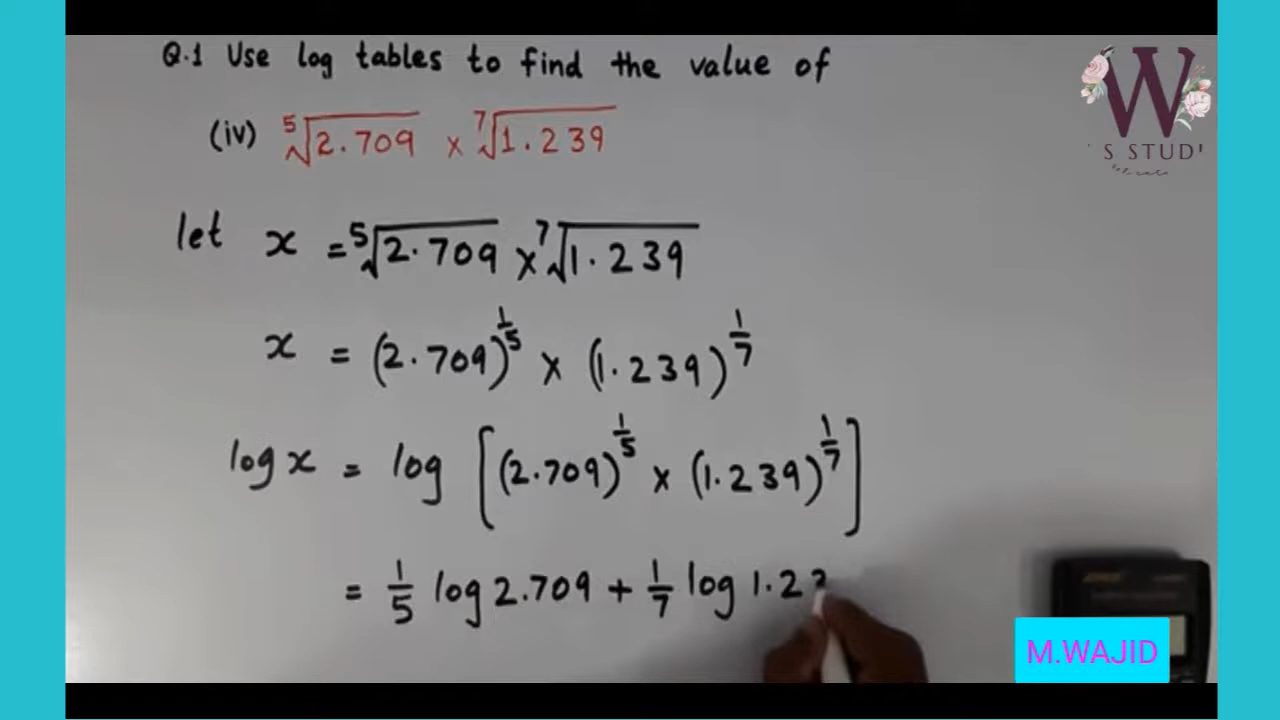 Q.1 Use log tables to find the value of
(iv) ⁵√2.709 × ⁷√1.239
let x = ⁵√2.709 × ⁷√1.239
x = (2.709)^1/5 × (1.239)^1/7
log x = log [(2.709)^1/5 × (1.239)^1/7]
= 1/5 log 2.709 + 1/7 log 1.23
W
'S STUDI
M.WAJID